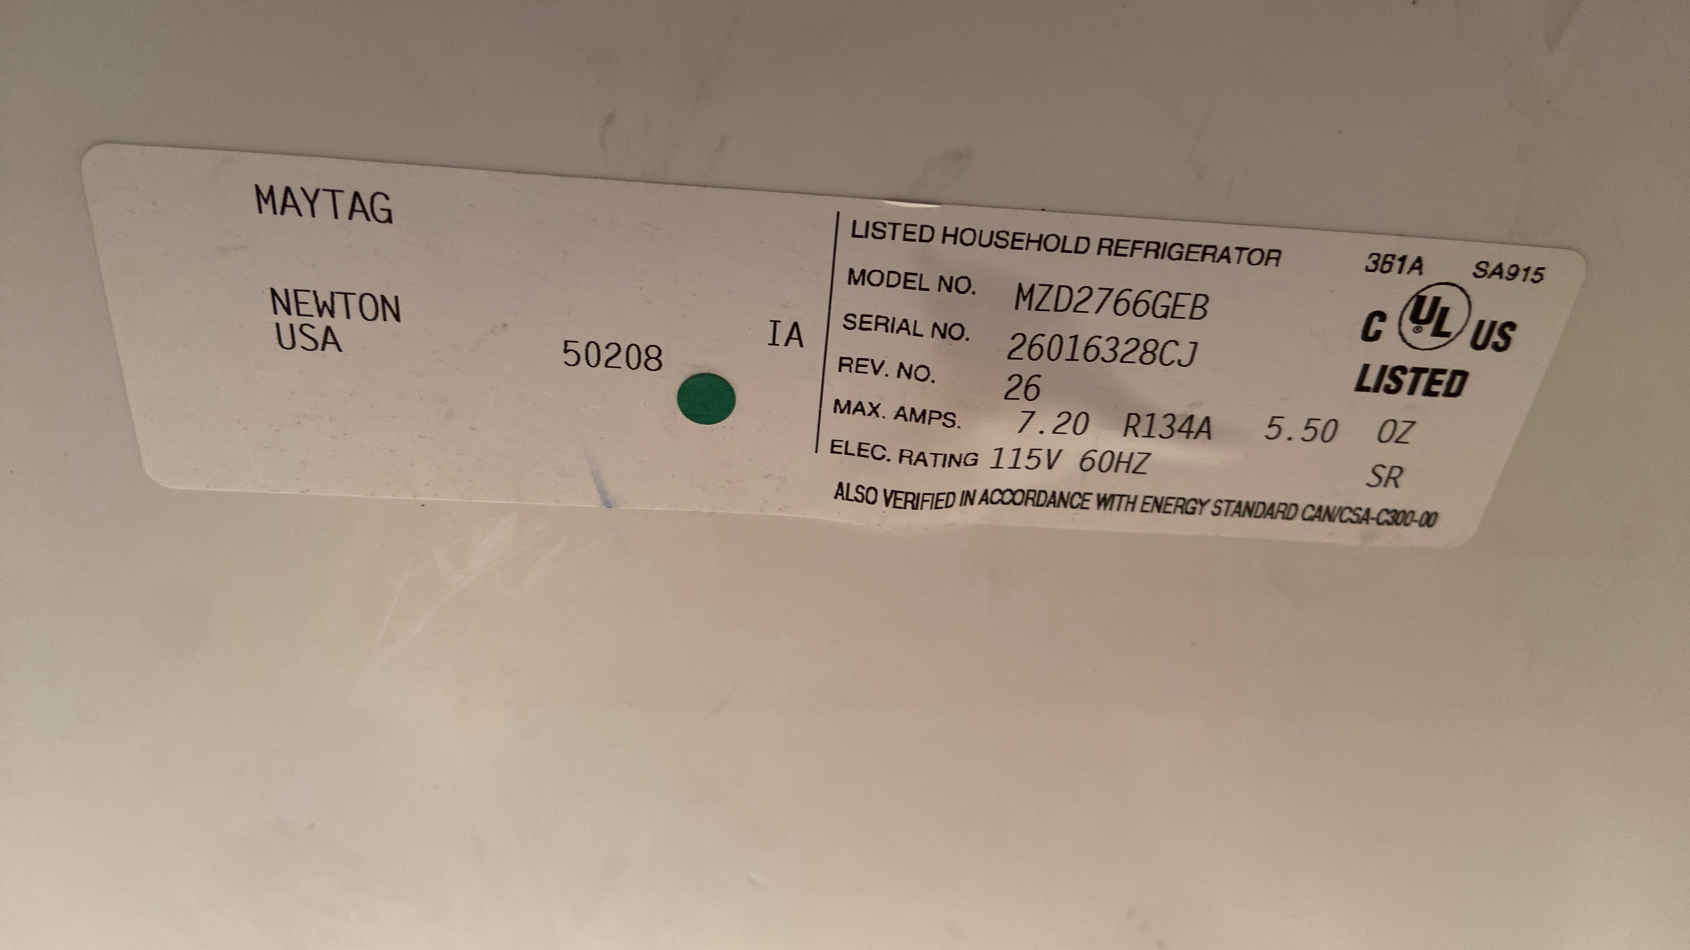 MAYTAG
NEWTON IA
USA 50208
LISTED HOUSEHOLD REFRIGERATOR 361A SA915
MODEL NO. MZD2766GEB
SERIAL NO. 26016328CJ
REV. NO. 26
MAX. AMPS. 7.20 R134A 5.50 OZ
ELEC. RATING 115V 60HZ SR
ALSO VERIFIED IN ACCORDANCE WITH ENERGY STANDARD CAN/CSA-C300-00
C UL® US
LISTED